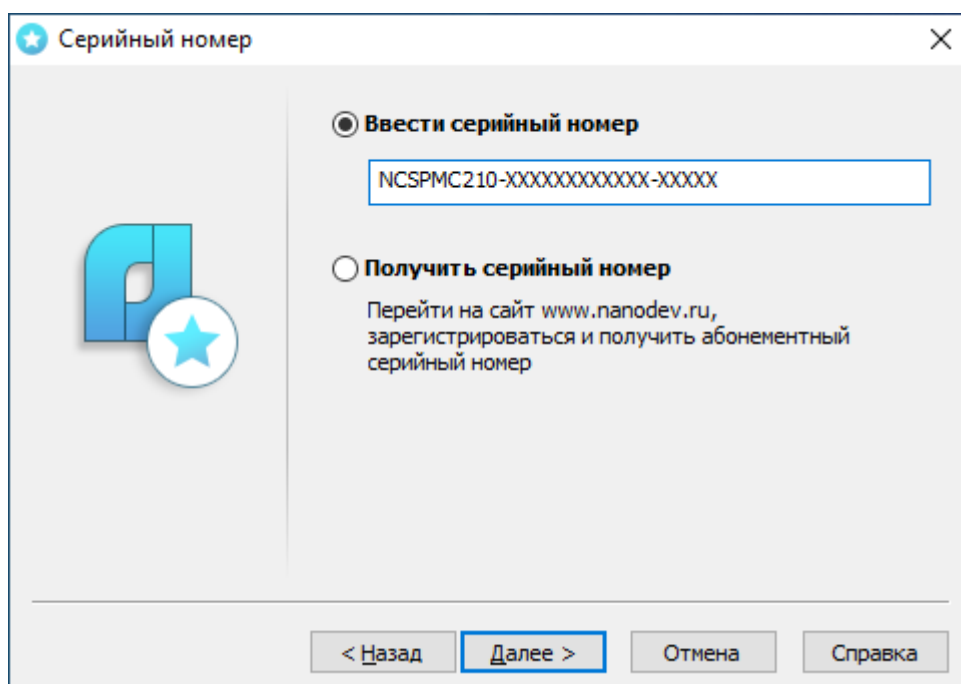 Серийный номер
Ввести серийный номер
NCSPMC210-XXXXXXXXXXXX-XXXXX
Получить серийный номер
Перейти на сайт www.nanodev.ru,
зарегистрироваться и получить абонементный
серийный номер
< Назад Далее > Отмена Справка